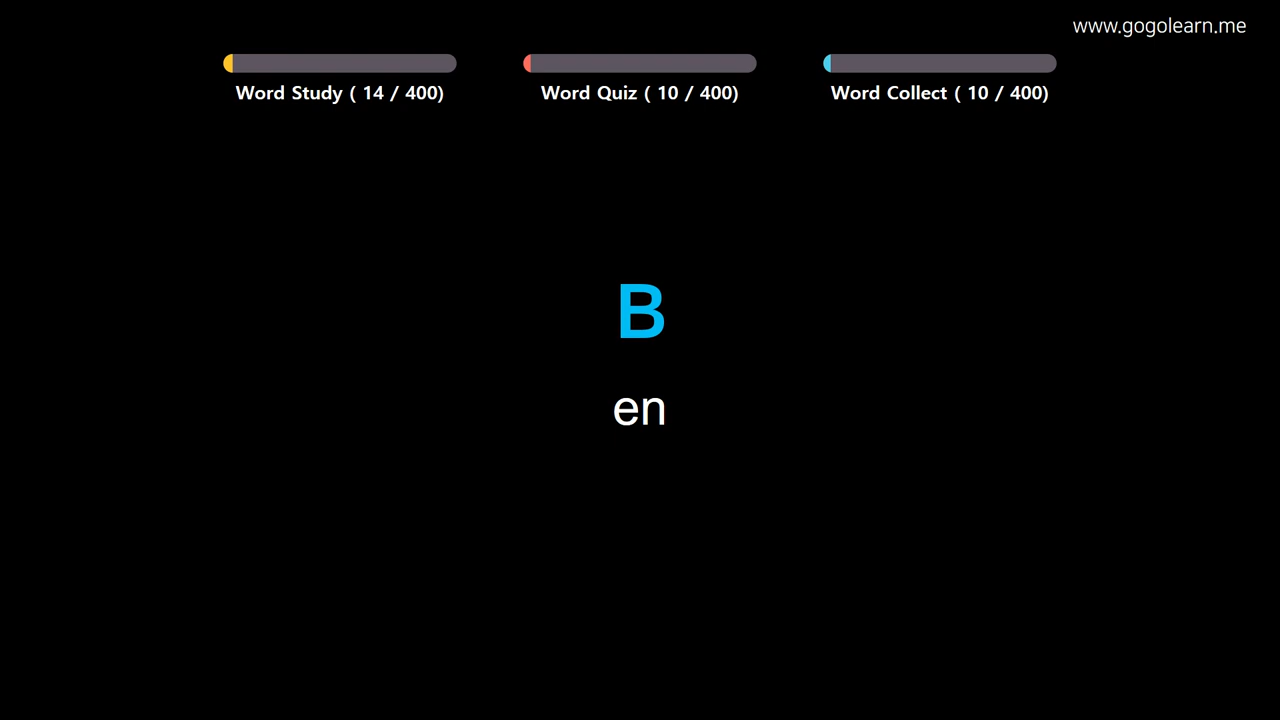 www.gogolearn.me
Word Study ( 14 / 400)
Word Quiz ( 10 / 400)
Word Collect ( 10 / 400)
B
en